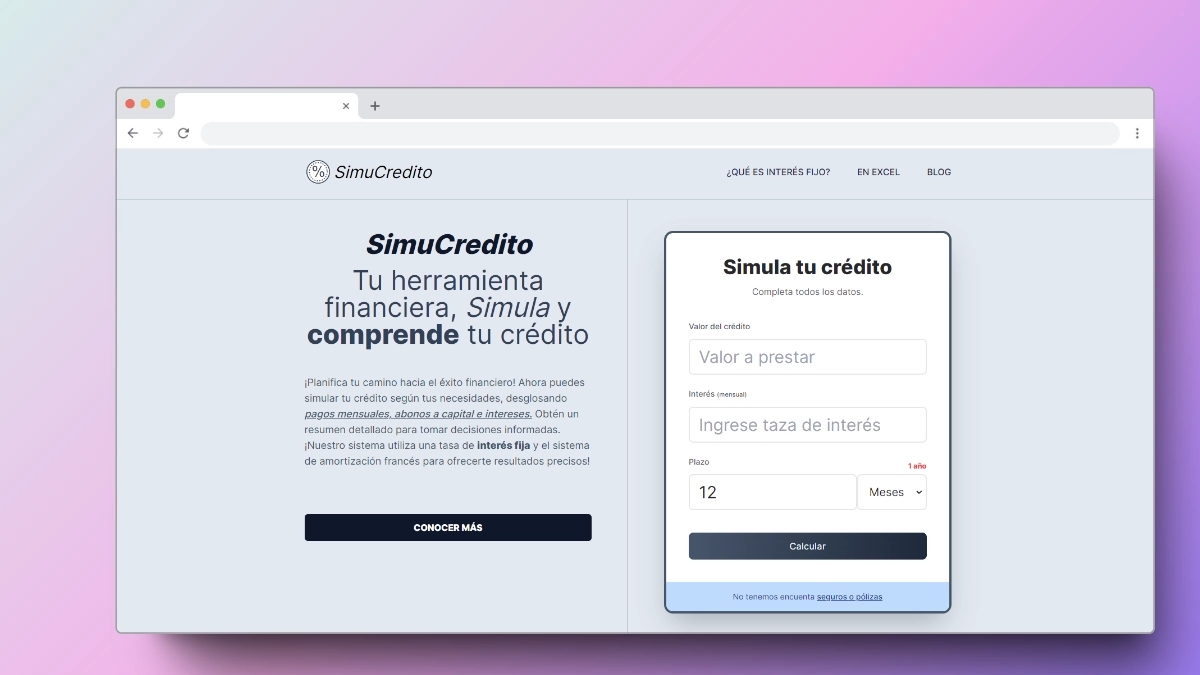 SimuCredito
¿QUÉ ES INTERÉS FIJO?
EN EXCEL
BLOG
SimuCredito
Tu herramienta
financiera, Simula y
comprende tu crédito
¡Planifica tu camino hacia el éxito financiero! Ahora puedes
simular tu crédito según tus necesidades, desglosando
pagos mensuales, abonos a capital e intereses. Obtén un
resumen detallado para tomar decisiones informadas.
¡Nuestro sistema utiliza una tasa de interés fija y el sistema
de amortización francés para ofrecerte resultados precisos!
CONOCER MÁS
Simula tu crédito
Completa todos los datos.
Valor del crédito
Valor a prestar
Interés (mensual)
Ingrese taza de interés
Plazo
1 año
12
Meses
Calcular
No tenemos encuenta seguros o pólizas